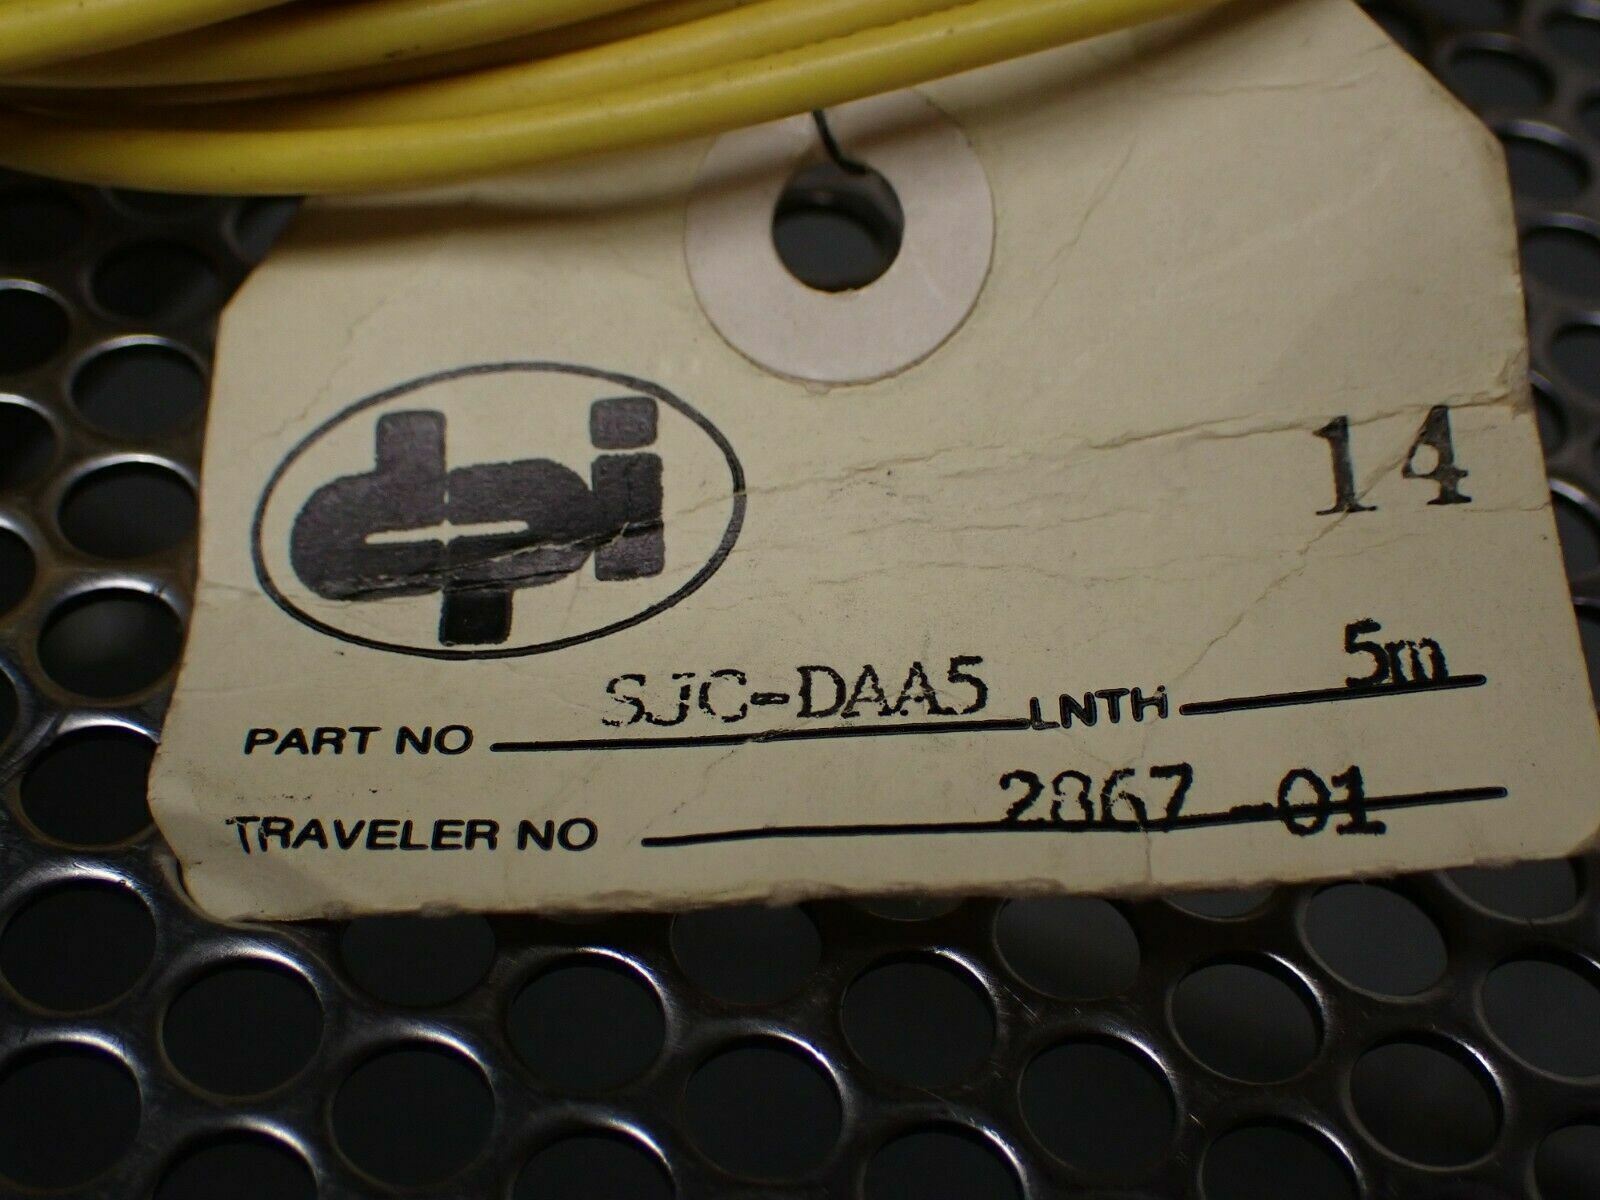 dpi
14
PART NO SJC-DAA5 LNTH 5m
TRAVELER NO 2867-01